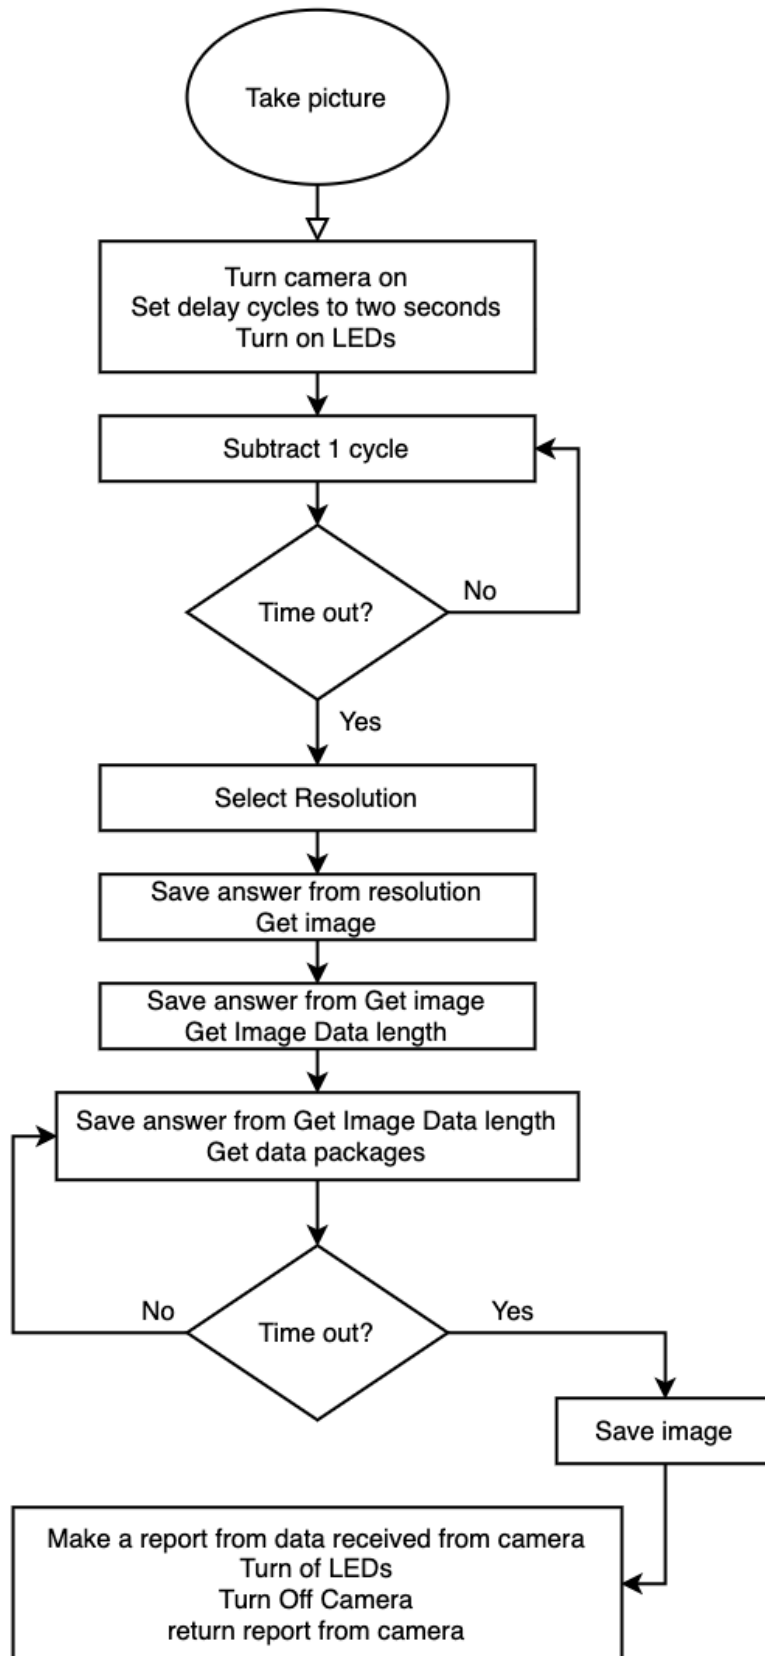 Take picture
Turn camera on
Set delay cycles to two seconds
Turn on LEDs
Subtract 1 cycle
Time out?
No
Yes
Select Resolution
Save answer from resolution
Get image
Save answer from Get image
Get Image Data length
Save answer from Get Image Data length
Get data packages
No
Time out?
Yes
Save image
Make a report from data received from camera
Turn of LEDs
Turn Off Camera
return report from camera